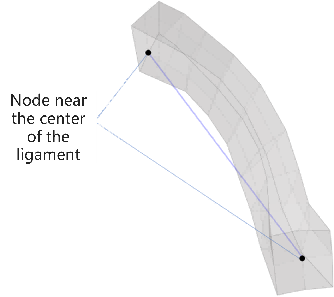 Node near
the center
of the
ligament